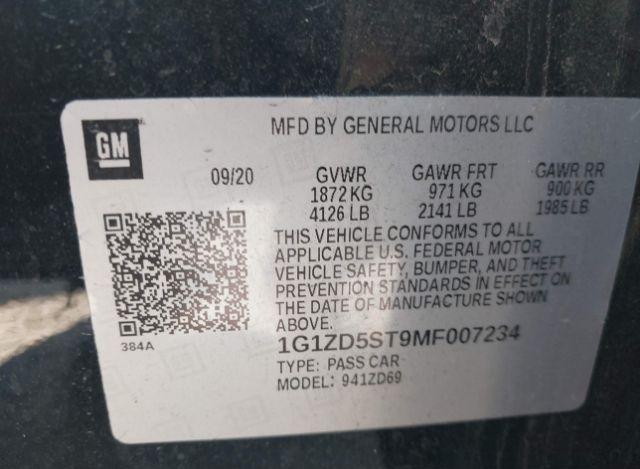 GM
MFD BY GENERAL MOTORS LLC
09/20 GVWR GAWR FRT GAWR RR
1872 KG 971 KG 900 KG
4126 LB 2141 LB 1985 LB
THIS VEHICLE CONFORMS TO ALL
APPLICABLE U.S. FEDERAL MOTOR
VEHICLE SAFETY, BUMPER, AND THEFT
PREVENTION STANDARDS IN EFFECT ON
THE DATE OF MANUFACTURE SHOWN
ABOVE.
384A
1G1ZD5ST9MF007234
TYPE: PASS CAR
MODEL: 941ZD69